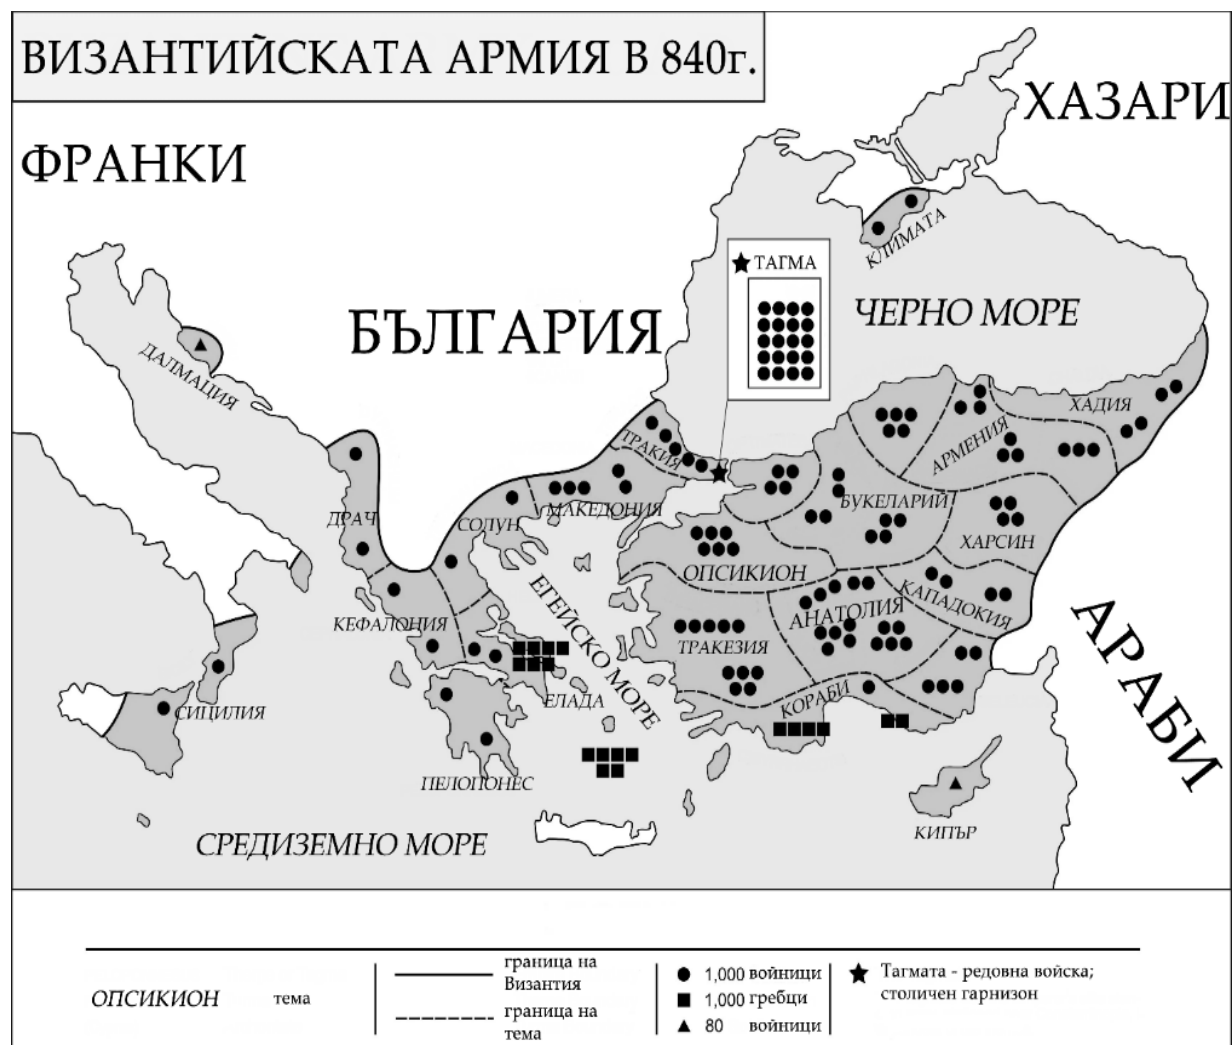 ВИЗАНТИЙСКАТА АРМИЯ В 840г.
ХАЗАРИ
ФРАНКИ
КЛИМАТА
ТАГМА
БЪЛГАРИЯ
ЧЕРНО МОРЕ
ДАЛМАЦИЯ
ХАДИЯ
ТРАКИЯ
АРМЕНИЯ
ДРАЧ
СОЛУН
МАКЕДОНИЯ
БУКЕЛАРИЙ
ХАРСИН
ОПСИКИОН
ЕГЕЙСКО МОРЕ
КЕФАЛОНИЯ
ТРАКЕЗИЯ
АНАТОЛИЯ
КАПАДОКИЯ
АРАБИ
СИЦИЛИЯ
ЕЛАДА
КОРАБИ
ПЕЛОПОНЕС
КИПЪР
СРЕДИЗЕМНО МОРЕ
ОПСИКИОН тема
граница на
Византия
граница на
тема
1,000 войници
1,000 гребци
80 войници
Тагмата - редовна войска;
столичен гарнизон